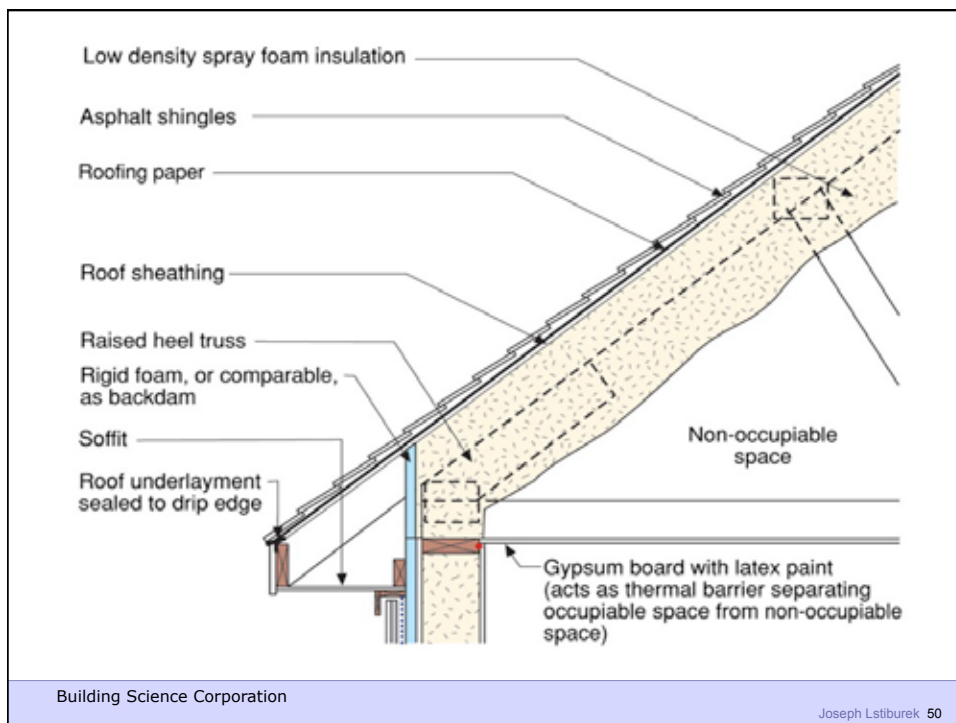 Low density spray foam insulation
Asphalt shingles
Roofing paper
Roof sheathing
Raised heel truss
Rigid foam, or comparable,
as backdam
Soffit
Roof underlayment
sealed to drip edge
Non-occupiable
space
Gypsum board with latex paint
(acts as thermal barrier separating
occupiable space from non-occupiable
space)
Building Science Corporation
Joseph Lstiburek 50